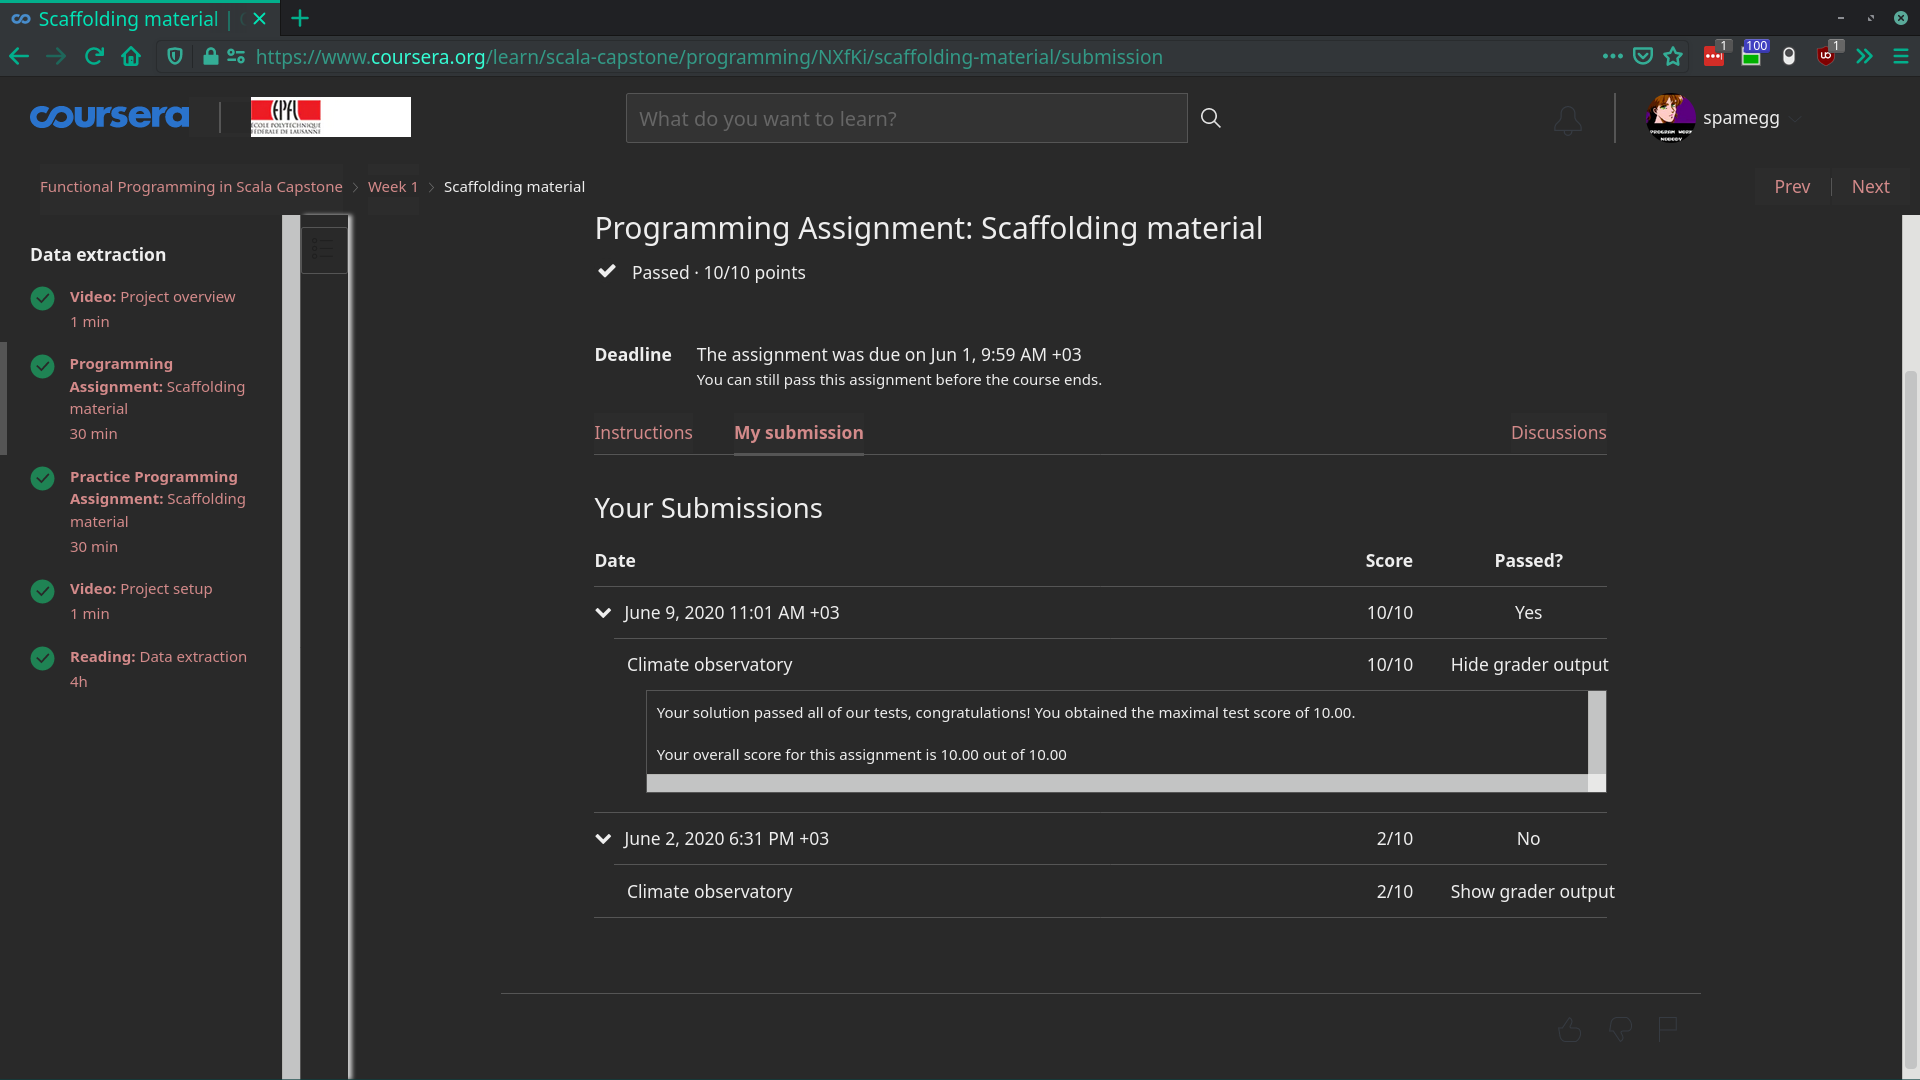 Scaffolding material |
https://www.coursera.org/learn/scala-capstone/programming/NXfKi/scaffolding-material/submission
1
100
1
coursera
EPFL
ÉCOLE POLYTECHNIQUE
FÉDÉRALE DE LAUSANNE
What do you want to learn?
PROGRAM WORK
NOBODY
spamegg
Functional Programming in Scala Capstone
Week 1
Scaffolding material
Prev
Next
Data extraction
Video: Project overview
1 min
Programming
Assignment: Scaffolding
material
30 min
Practice Programming
Assignment: Scaffolding
material
30 min
Video: Project setup
1 min
Reading: Data extraction
4h
Programming Assignment: Scaffolding material
Passed · 10/10 points
Deadline
The assignment was due on Jun 1, 9:59 AM +03
You can still pass this assignment before the course ends.
Instructions
My submission
Discussions
Your Submissions
Date Score Passed?
June 9, 2020 11:01 AM +03 10/10 Yes
Climate observatory 10/10 Hide grader output
Your solution passed all of our tests, congratulations! You obtained the maximal test score of 10.00.
Your overall score for this assignment is 10.00 out of 10.00
June 2, 2020 6:31 PM +03 2/10 No
Climate observatory 2/10 Show grader output